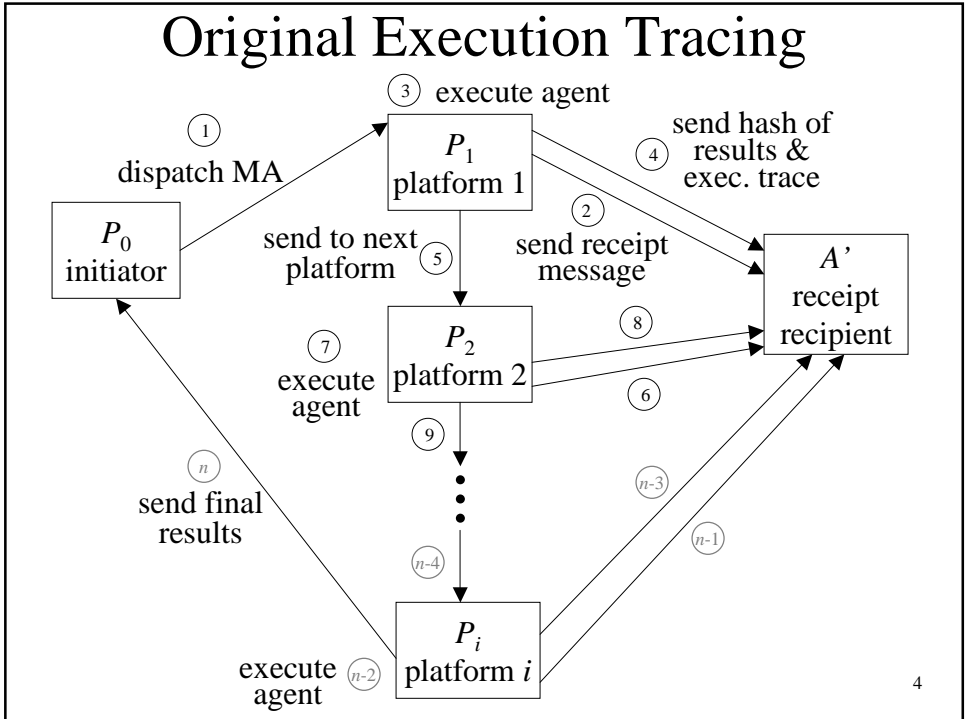 Original Execution Tracing
3 execute agent
1
dispatch MA
P1
platform 1
4
send hash of
results &
exec. trace
2
send receipt
message
P0
initiator
send to next
platform
5
A’
receipt
recipient
7
execute
agent
P2
platform 2
8
6
9
n
send final
results
n-3
n-1
n-4
Pi
platform i
execute
agent
n-2
4